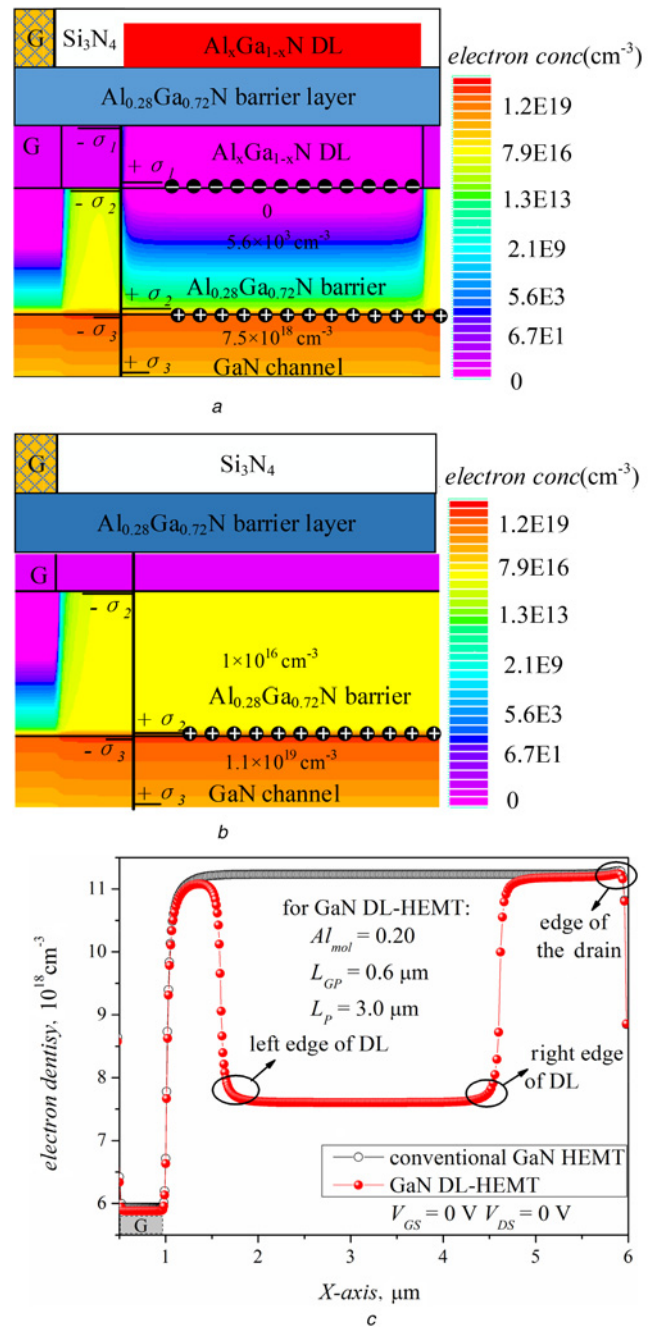 G
Si₃N₄
AlₓGa₁₋ₓN DL
Al₀.₂₈Ga₀.₇₂N barrier layer
G
- σ₁
+ σ₁
AlₓGa₁₋ₓN DL
- σ₂
0
5.6×10³ cm⁻³
Al₀.₂₈Ga₀.₇₂N barrier
+ σ₂
- σ₃
7.5×10¹⁸ cm⁻³
+ σ₃
GaN channel
electron conc(cm⁻³)
1.2E19
7.9E16
1.3E13
2.1E9
5.6E3
6.7E1
0
a
G
Si₃N₄
Al₀.₂₈Ga₀.₇₂N barrier layer
G
- σ₂
1×10¹⁶ cm⁻³
Al₀.₂₈Ga₀.₇₂N barrier
+ σ₂
- σ₃
1.1×10¹⁹ cm⁻³
+ σ₃
GaN channel
electron conc(cm⁻³)
1.2E19
7.9E16
1.3E13
2.1E9
5.6E3
6.7E1
0
b
electron dentisy, 10¹⁸cm⁻³
11
10
9
8
7
6
for GaN DL-HEMT:
Al_mol = 0.20
L_GP = 0.6 μm
L_P = 3.0 μm
edge of
the drain
left edge of DL
right edge
of DL
conventional GaN HEMT
GaN DL-HEMT
V_GS = 0 V V_DS = 0 V
G
1
2
3
4
5
6
X-axis, μm
c